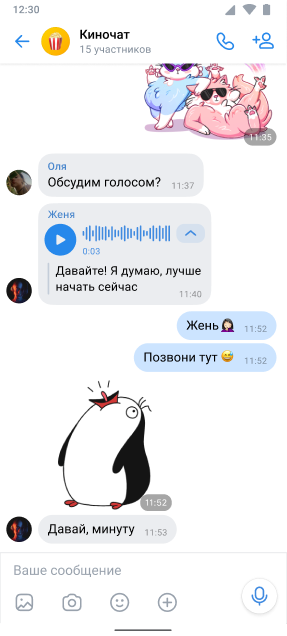 12:30
Киночат
15 участников
11:35
Оля
Обсудим голосом?
11:37
Женя
0:03
Давайте! Я думаю, лучше
начать сейчас
11:40
Жень🤦🏻‍♀️
11:52
Позвони тут 😅
11:52
11:52
Давай, минуту
11:53
Ваше сообщение